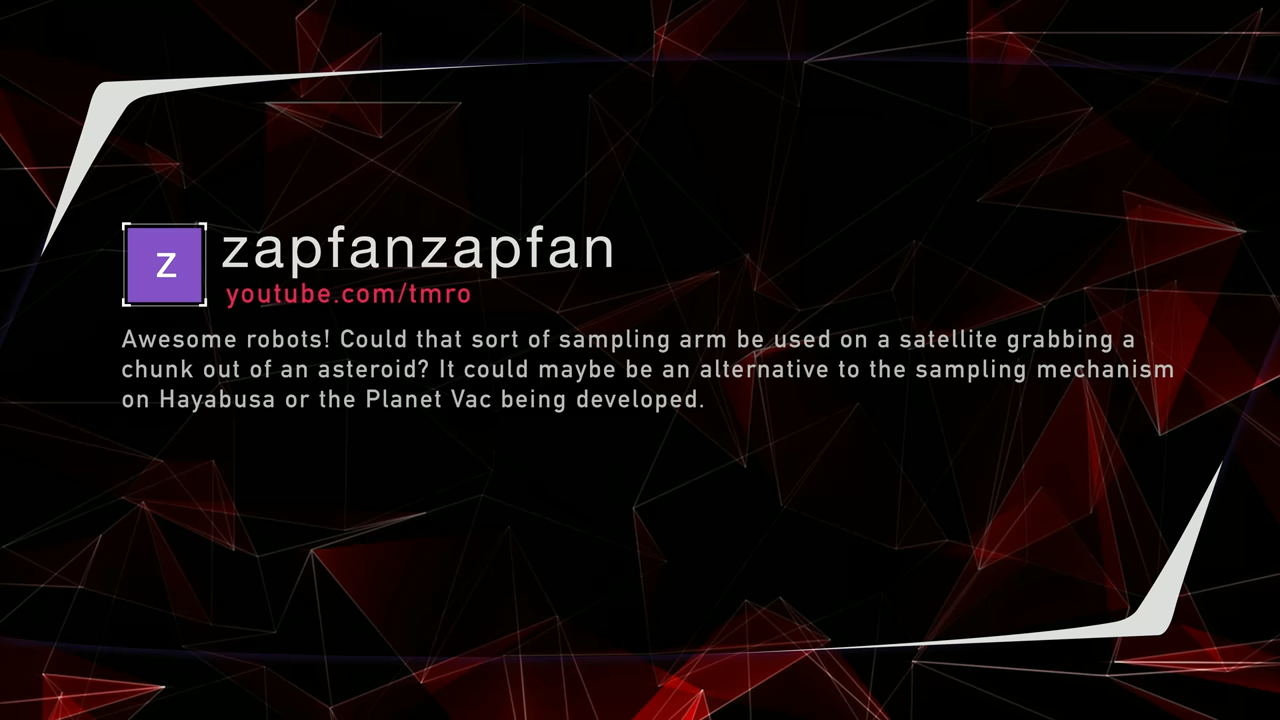 z
zapfanzapfan
youtube.com/tmro
Awesome robots! Could that sort of sampling arm be used on a satellite grabbing a
chunk out of an asteroid? It could maybe be an alternative to the sampling mechanism
on Hayabusa or the Planet Vac being developed.